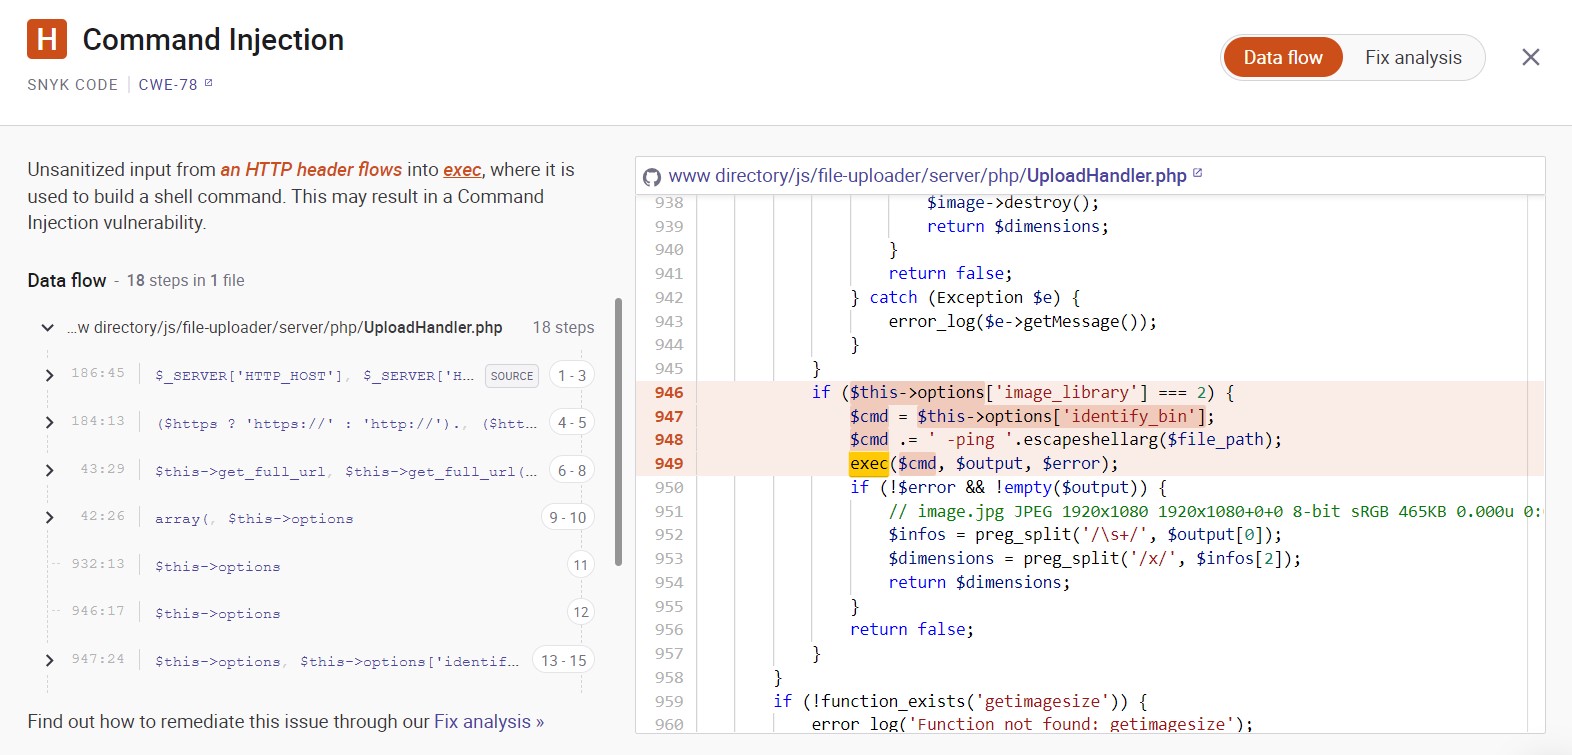 H Command Injection
SNYK CODE | CWE-78
Data flow Fix analysis
Unsanitized input from an HTTP header flows into exec, where it is
used to build a shell command. This may result in a Command
Injection vulnerability.
Data flow - 18 steps in 1 file
...w directory/js/file-uploader/server/php/UploadHandler.php 18 steps
186:45 $_SERVER['HTTP_HOST'], $_SERVER['H... SOURCE 1 - 3
184:13 ($https ? 'https://' : 'http://')., ($htt... 4 - 5
43:29 $this->get_full_url, $this->get_full_url(... 6 - 8
42:26 array(, $this->options 9 - 10
932:13 $this->options 11
946:17 $this->options 12
947:24 $this->options, $this->options['identif... 13 - 15
Find out how to remediate this issue through our Fix analysis »
www directory/js/file-uploader/server/php/UploadHandler.php
938 $image->destroy();
939 return $dimensions;
940 }
941 return false;
942 } catch (Exception $e) {
943 error_log($e->getMessage());
944 }
945 }
946 if ($this->options['image_library'] === 2) {
947 $cmd = $this->options['identify_bin'];
948 $cmd .= ' -ping '.escapeshellarg($file_path);
949 exec($cmd, $output, $error);
950 if (!$error && !empty($output)) {
951 // image.jpg JPEG 1920x1080 1920x1080+0+0 8-bit sRGB 465KB 0.000u 0:
952 $infos = preg_split('/\s+/', $output[0]);
953 $dimensions = preg_split('/x/', $infos[2]);
954 return $dimensions;
955 }
956 return false;
957 }
958 }
959 if (!function_exists('getimagesize')) {
960 error_log('Function not found: getimagesize');